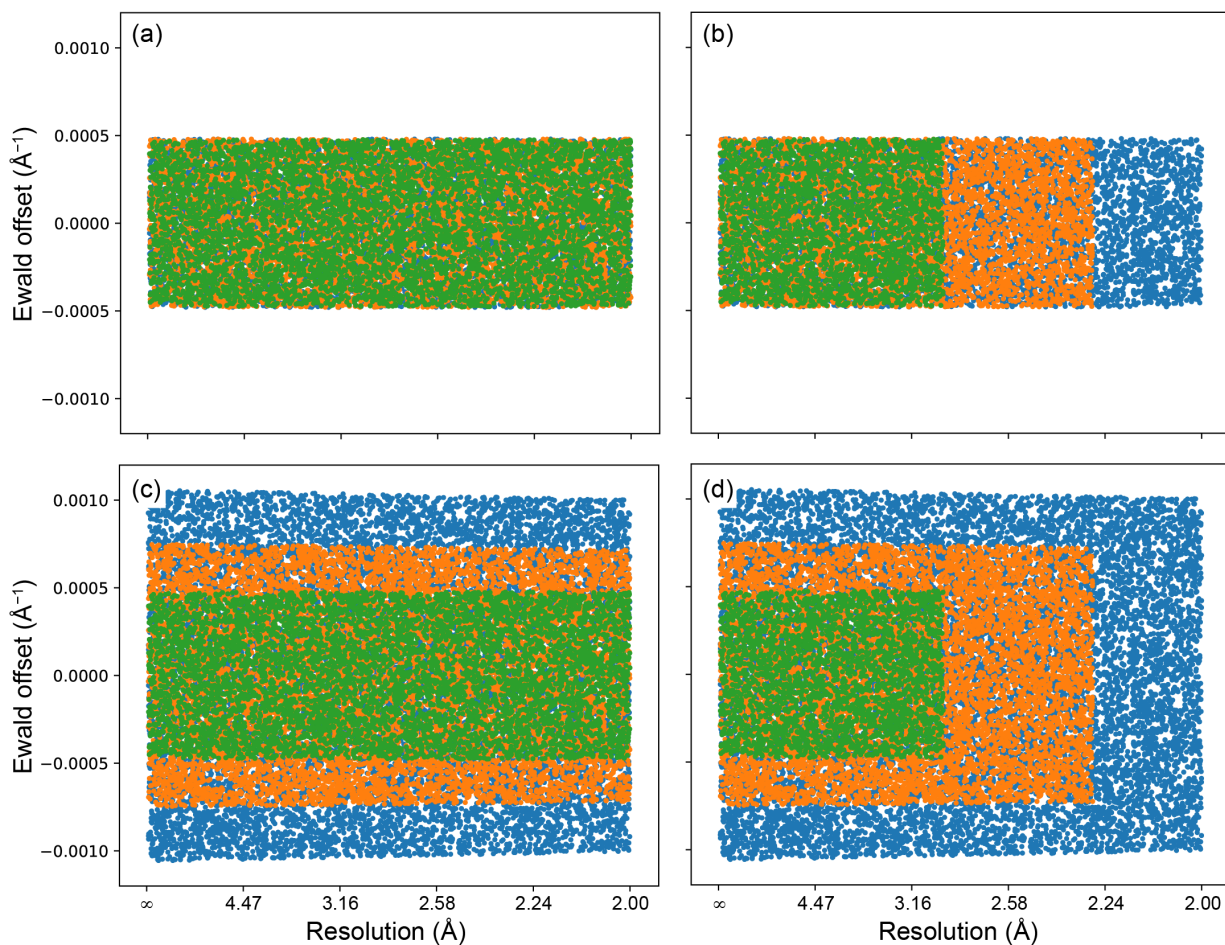 (a)
(b)
0.0010
0.0005
0.0000
−0.0005
−0.0010
Ewald offset (Å⁻¹)
(c)
(d)
0.0010
0.0005
0.0000
−0.0005
−0.0010
Ewald offset (Å⁻¹)
∞ 4.47 3.16 2.58 2.24 2.00
∞ 4.47 3.16 2.58 2.24 2.00
Resolution (Å)
Resolution (Å)